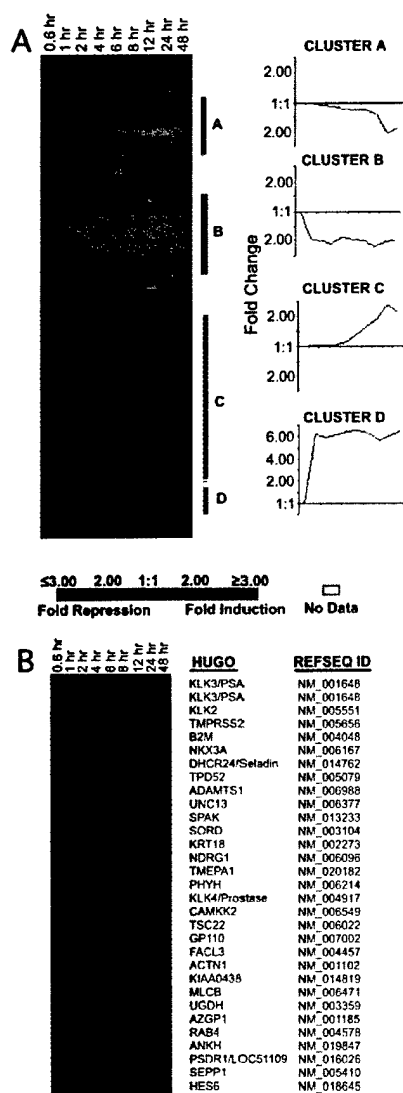 A
0.6 hr
1 hr
2 hr
4 hr
6 hr
8 hr
12 hr
24 hr
48 hr
A
B
C
D
Fold Change
CLUSTER A
2.00
1:1
2.00
CLUSTER B
1:1
2.00
CLUSTER C
2.00
1:1
2.00
CLUSTER D
6.00
4.00
2.00
1:1
≤3.00 2.00 1:1 2.00 ≥3.00
Fold Repression Fold Induction No Data
B
0.6 hr
1 hr
2 hr
4 hr
6 hr
8 hr
12 hr
24 hr
48 hr
HUGO REFSEQ ID
KLK3/PSA NM_001648
KLK3/PSA NM_001648
KLK2 NM_005551
TMPRSS2 NM_005656
B2M NM_004048
NKX3A NM_006167
DHCR24/Seladin NM_014762
TPD52 NM_005079
ADAMTS1 NM_006988
UNC13 NM_006377
SPAK NM_013233
SORD NM_003104
KRT18 NM_002273
NDRG1 NM_006096
TMEPA1 NM_020182
PHYH NM_006214
KLK4/Prostase NM_004917
CAMKK2 NM_006549
TSC22 NM_006022
GP110 NM_007002
FACL3 NM_004457
ACTN1 NM_001102
KIAA0438 NM_014819
MLCB NM_006471
UGDH NM_003359
AZGP1 NM_001185
RAB4 NM_004578
ANKH NM_019847
PSDR1/LOC51109 NM_016026
SEPP1 NM_005410
HES6 NM_018645